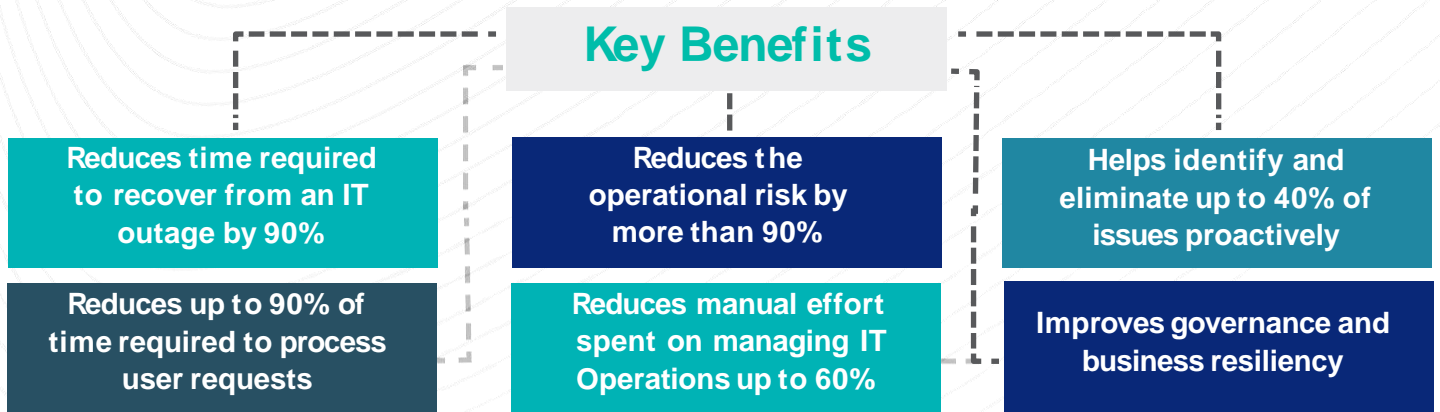 Key Benefits
Reduces time required
to recover from an IT
outage by 90%
Reduces the
operational risk by
more than 90%
Helps identify and
eliminate up to 40% of
issues proactively
Reduces up to 90% of
time required to process
user requests
Reduces manual effort
spent on managing IT
Operations up to 60%
Improves governance and
business resiliency